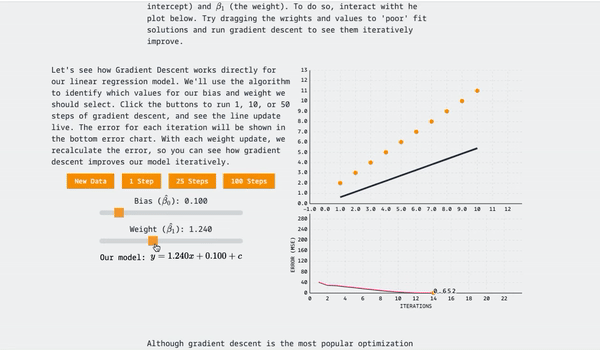 intercept) and β̂₁ (the weight). To do so, interact witht he
plot below. Try dragging the wrights and values to 'poor' fit
solutions and run gradient descent to see them iteratively
improve.
Let's see how Gradient Descent works directly for
our linear regression model. We'll use the algorithm
to identify which values for our bias and weight we
should select. Click the buttons to run 1, 10, or 50
steps of gradient descent, and see the line update
live. The error for each iteration will be shown in
the bottom error chart. With each weight update, we
recalculate the error, so you can see how gradient
descent improves our model iteratively.
New Data 1 Step 25 Steps 100 Steps
Bias (β̂₀): 0.100
Weight (β̂₁): 1.240
Our model: y = 1.240x + 0.100 + ϵ
13
12
11
10
9.0
8.0
7.0
6.0
5.0
4.0
3.0
2.0
1.0
0.0
-1.0 0.0 1.0 2.0 3.0 4.0 5.0 6.0 7.0 8.0 9.0 10 11 12
ERROR (MSE)
280
240
200
160
120
80
40
0
0.652
0 2 4 6 8 10 12 14 16 18 20 22
ITERATIONS
Although gradient descent is the most popular optimization